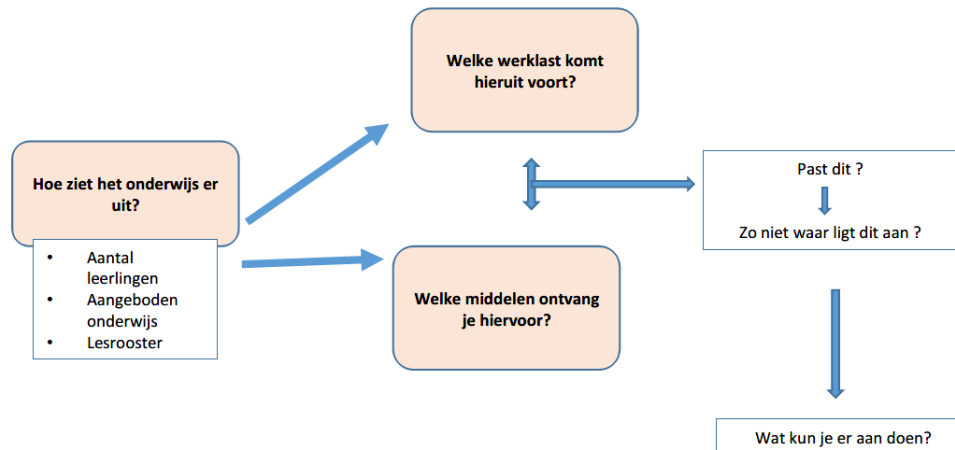 Welke werklast komt
hieruit voort?
Hoe ziet het onderwijs er
uit?
• Aantal
leerlingen
• Aangeboden
onderwijs
• Lesrooster
Welke middelen ontvang
je hiervoor?
Past dit ?
Zo niet waar ligt dit aan ?
Wat kun je er aan doen?